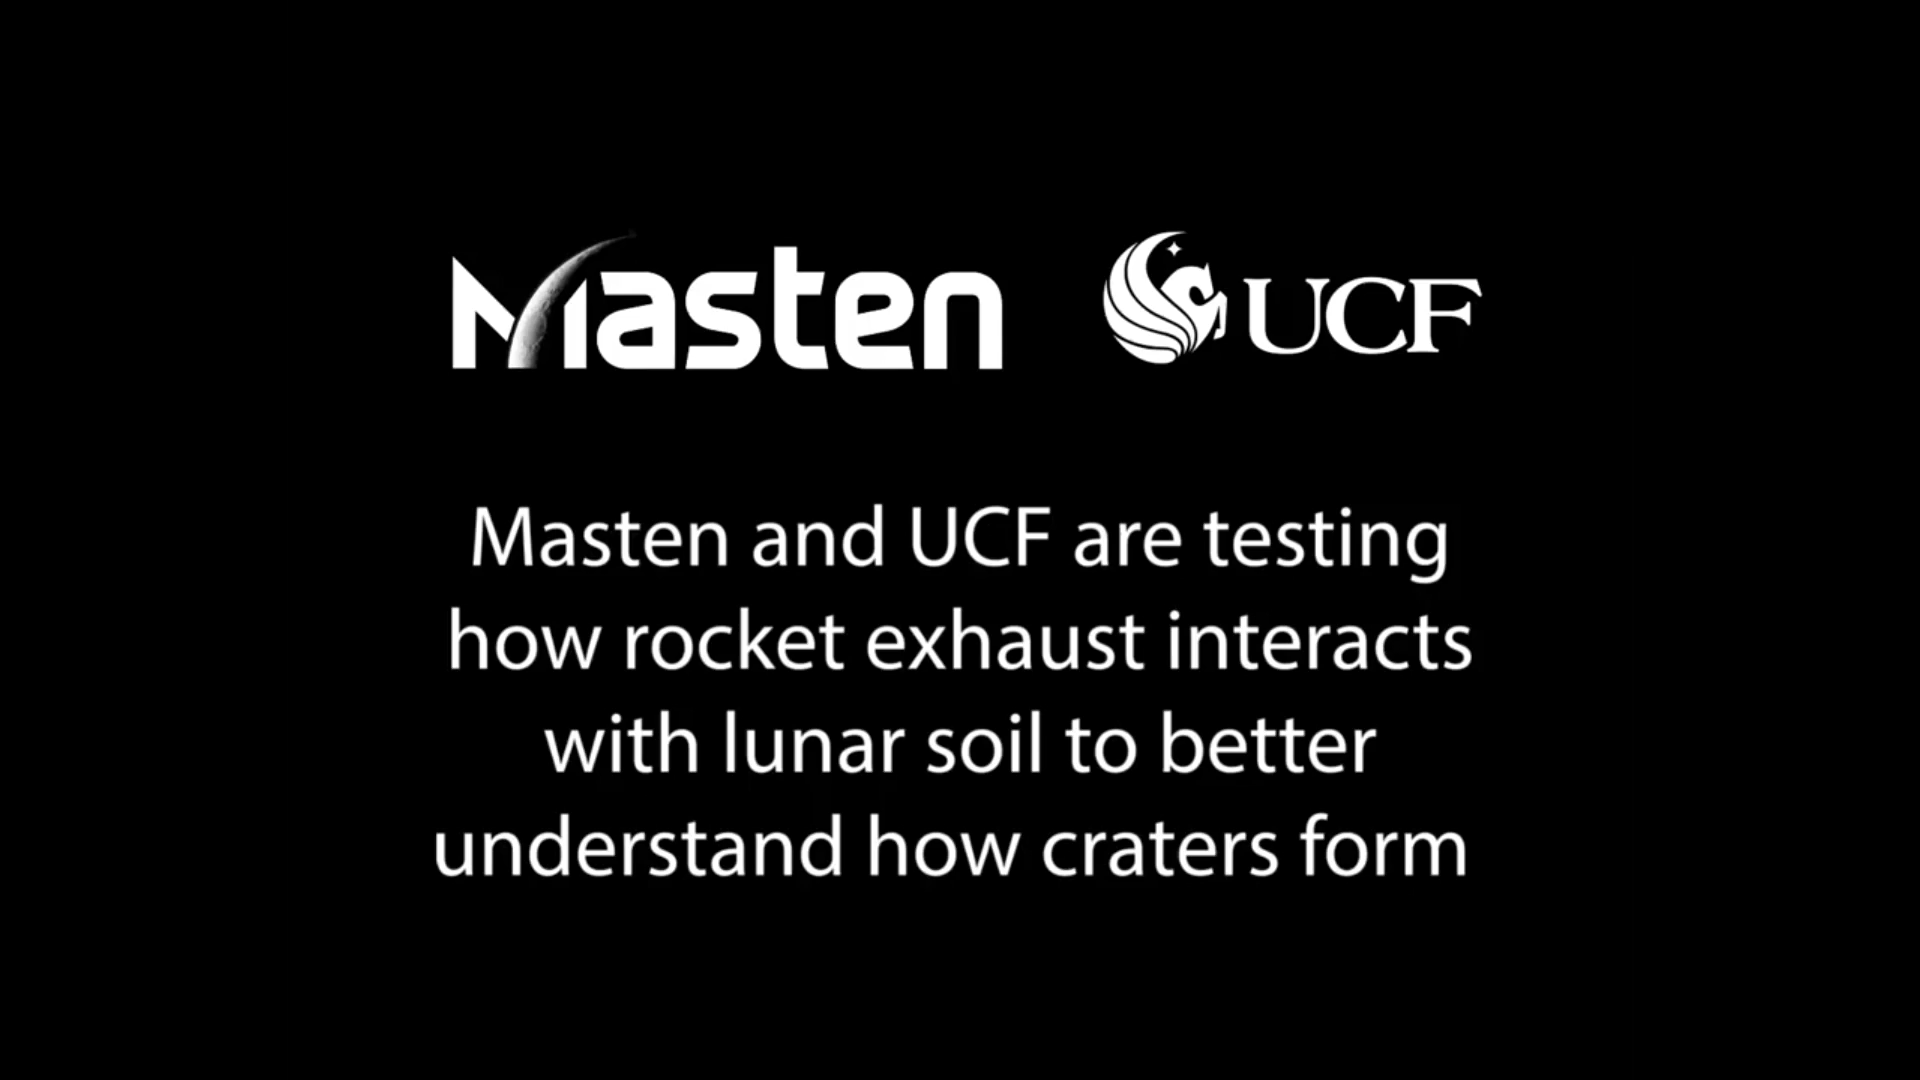 Masten UCF
Masten and UCF are testing
how rocket exhaust interacts
with lunar soil to better
understand how craters form